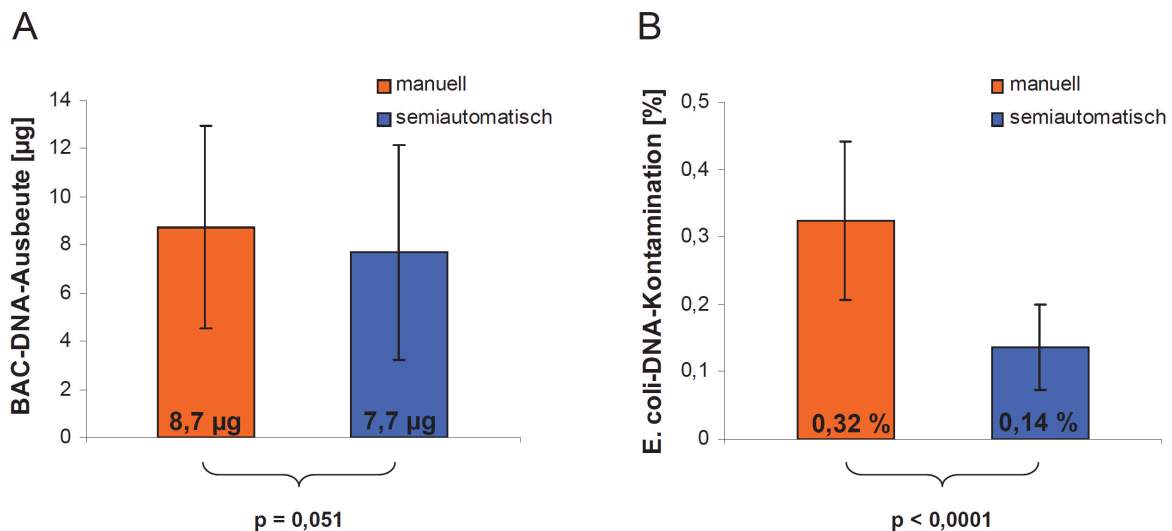 A
manuell
semiautomatisch
BAC-DNA-Ausbeute [µg]
14
12
10
8
6
4
2
0
8,7 µg
7,7 µg
p = 0,051
B
manuell
semiautomatisch
E. coli-DNA-Kontamination [%]
0,5
0,4
0,3
0,2
0,1
0
0,32 %
0,14 %
p < 0,0001